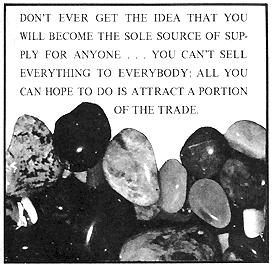 DON'T EVER GET THE IDEA THAT YOU
WILL BECOME THE SOLE SOURCE OF SUP-
PLY FOR ANYONE . . . YOU CAN'T SELL
EVERYTHING TO EVERYBODY; ALL YOU
CAN HOPE TO DO IS ATTRACT A PORTION
OF THE TRADE.